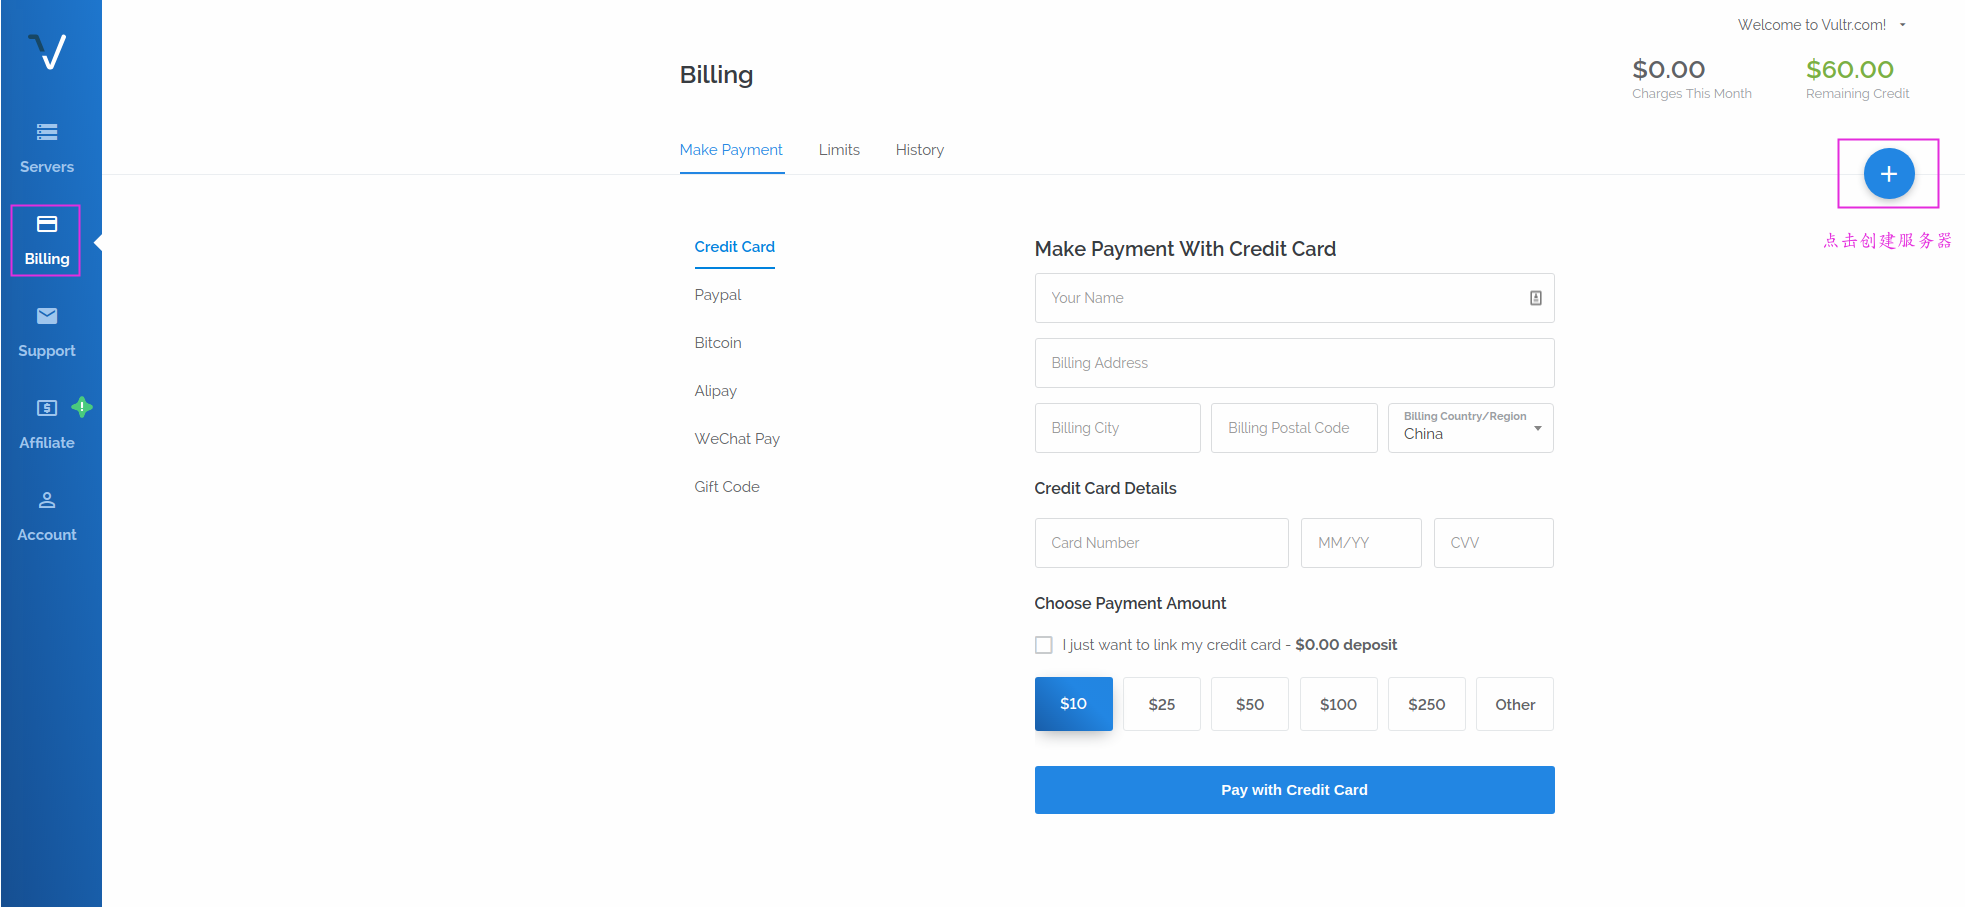 Welcome to Vultr.com!
Billing
$0.00
Charges This Month
$60.00
Remaining Credit
Servers
Billing
Support
Affiliate
Account
Make Payment
Limits
History
点击创建服务器
Credit Card
Paypal
Bitcoin
Alipay
WeChat Pay
Gift Code
Make Payment With Credit Card
Your Name
Billing Address
Billing City
Billing Postal Code
Billing Country/Region
China
Credit Card Details
Card Number
MM/YY
CVV
Choose Payment Amount
I just want to link my credit card - $0.00 deposit
$10
$25
$50
$100
$250
Other
Pay with Credit Card